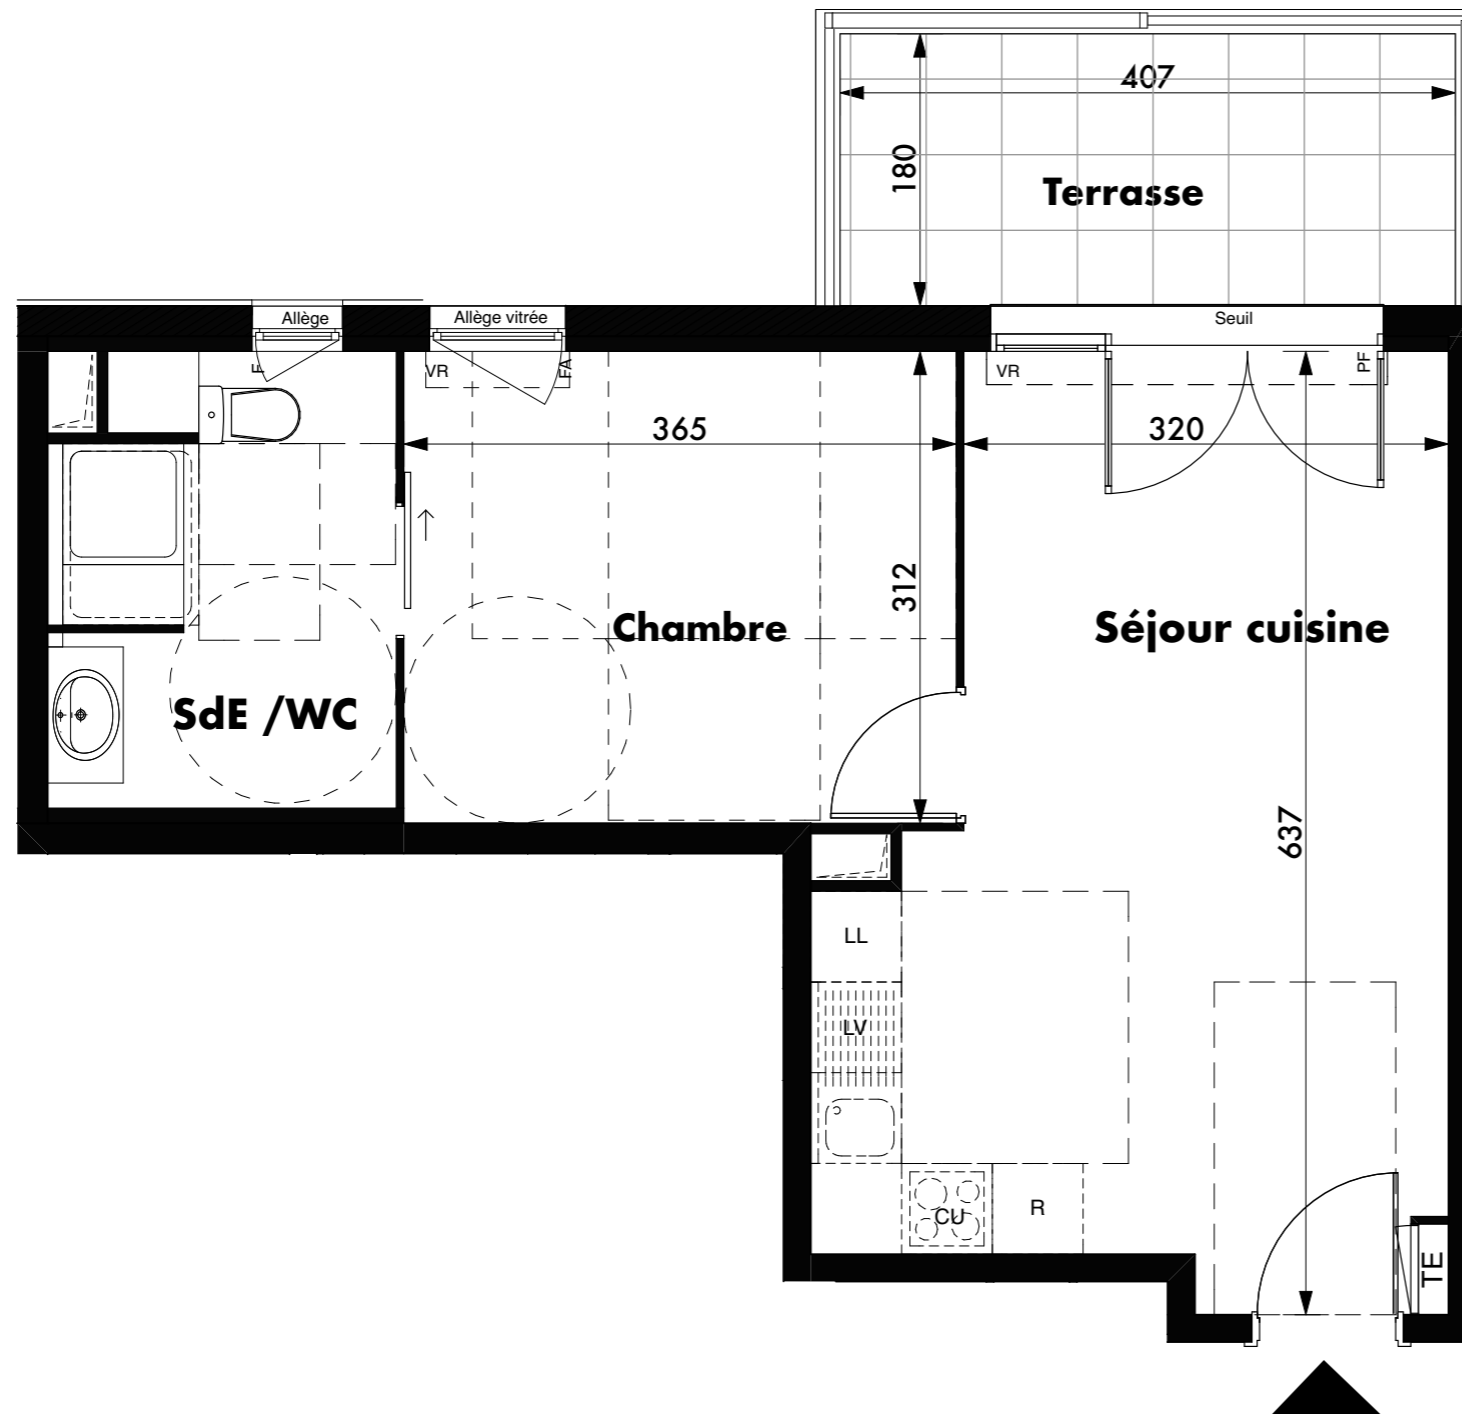 407
180
Terrasse
Allège
Allège vitrée
Seuil
F
VR
FA
VR
PF
365
320
312
Chambre
Séjour cuisine
SdE /WC
637
LL
LV
CU
R
TE